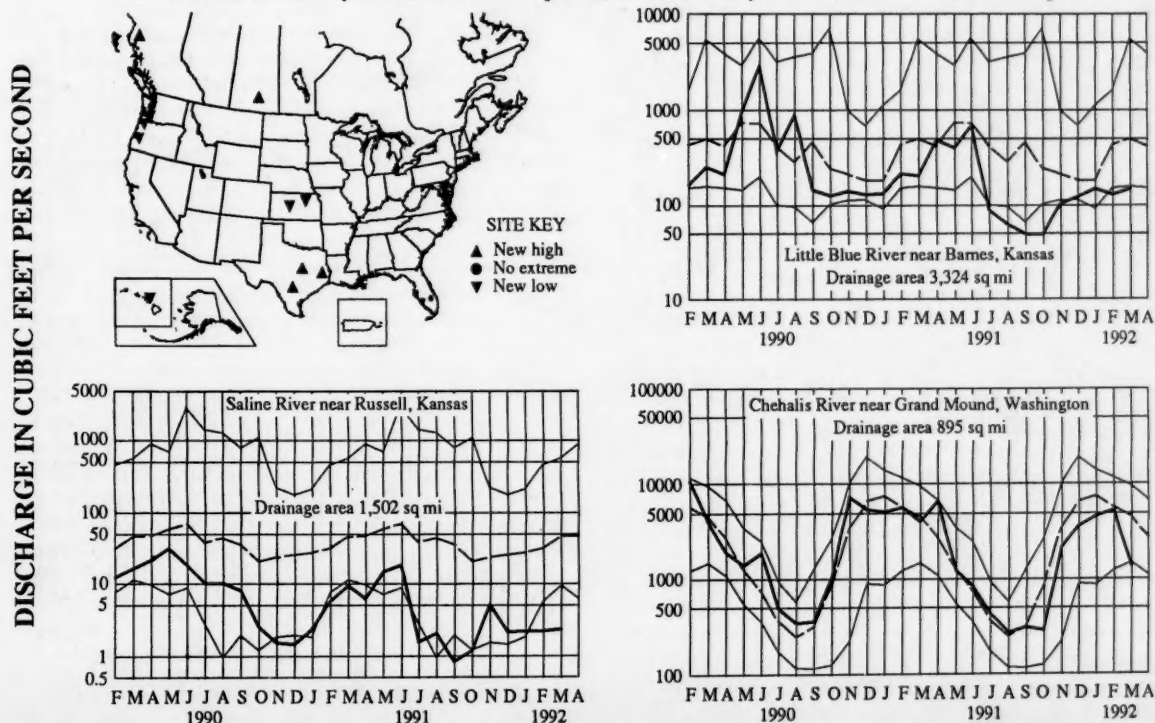 DISCHARGE IN CUBIC FEET PER SECOND
SITE KEY
▲ New high
● No extreme
▼ New low
10000
5000
1000
500
100
50
10
Little Blue River near Barnes, Kansas
Drainage area 3,324 sq mi
F M A M J J A S O N D J F M A M J J A S O N D J F M A
1990 1991 1992
5000
1000
500
100
50
10
5
1
0.5
Saline River near Russell, Kansas
Drainage area 1,502 sq mi
F M A M J J A S O N D J F M A M J J A S O N D J F M A
1990 1991 1992
100000
50000
10000
5000
1000
500
100
Chehalis River near Grand Mound, Washington
Drainage area 895 sq mi
F M A M J J A S O N D J F M A M J J A S O N D J F M A
1990 1991 1992